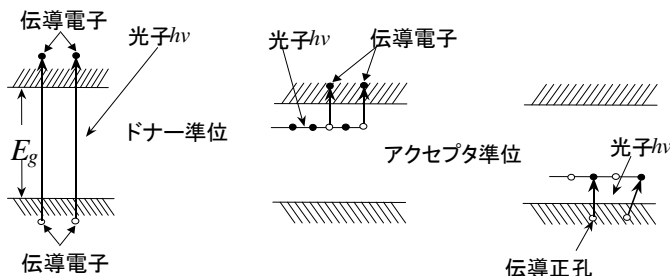 伝導電子
光子hν
Eg
伝導電子
光子hν
伝導電子
ドナー準位
アクセプタ準位
光子hν
伝導正孔